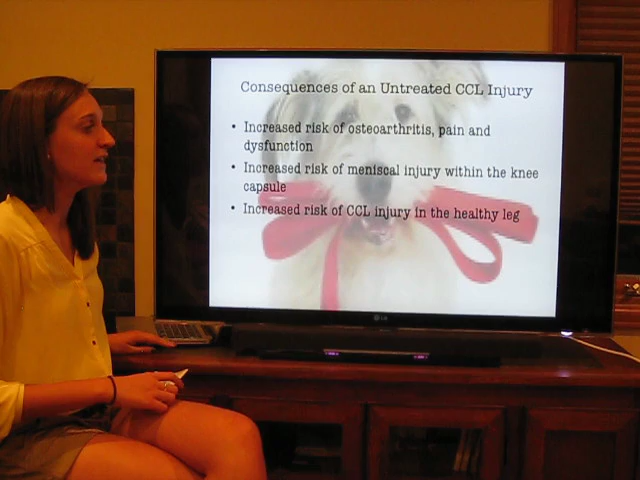 Consequences of an Untreated CCL Injury
• Increased risk of osteoarthritis, pain and
dysfunction
• Increased risk of meniscal injury within the knee
capsule
• Increased risk of CCL injury in the healthy leg
LG